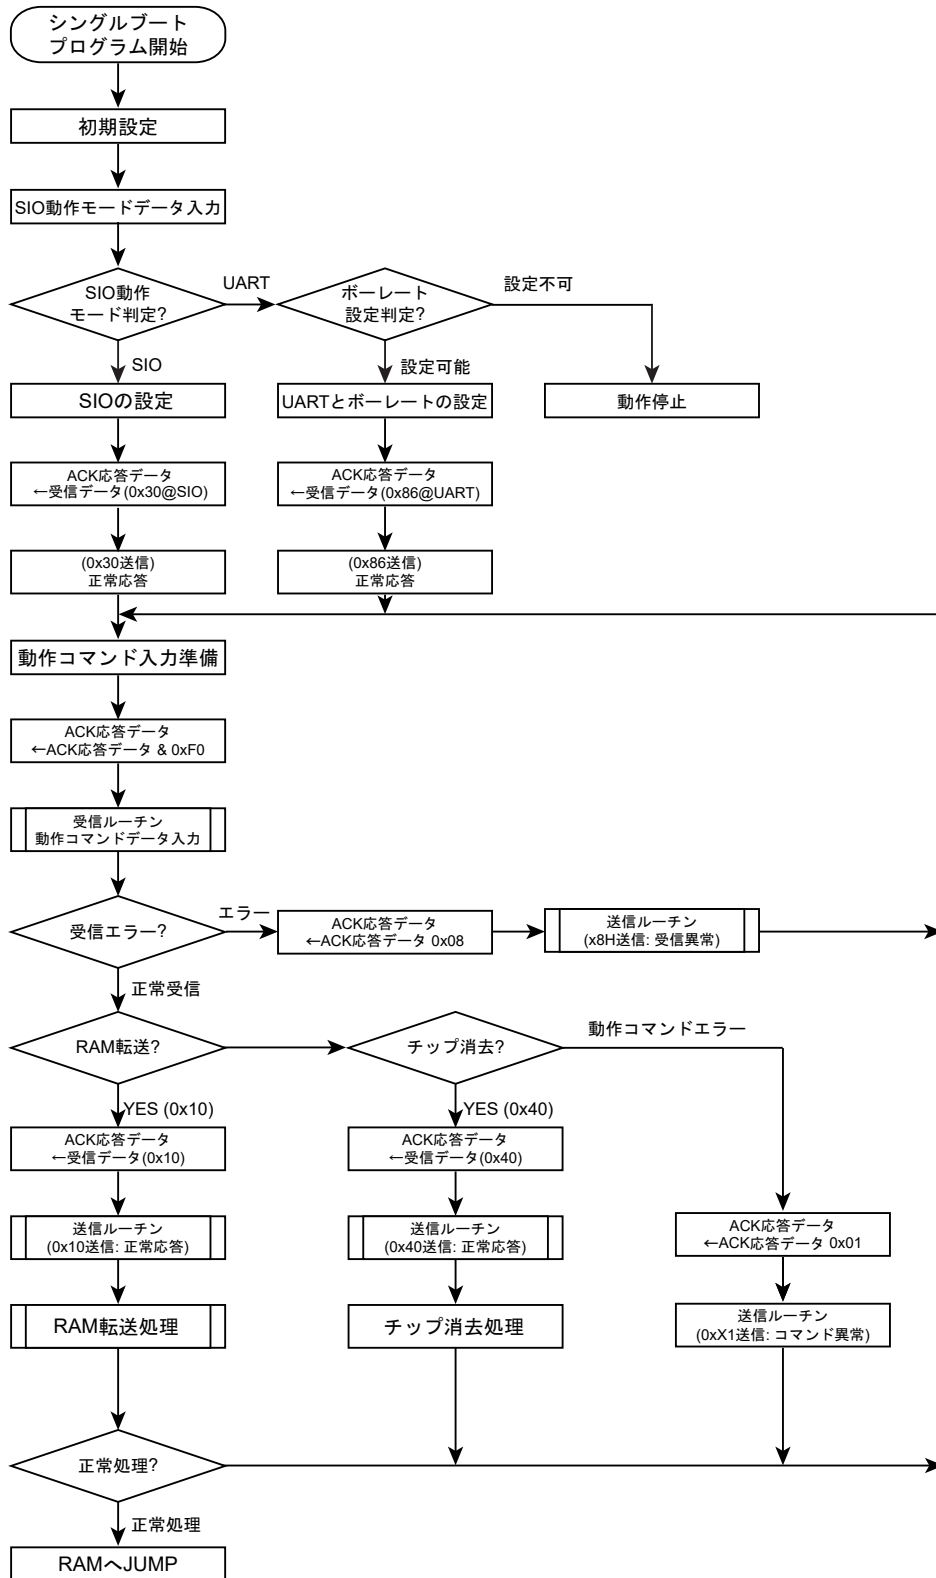 シングルブート
プログラム開始
初期設定
SIO動作モードデータ入力
SIO動作
モード判定?
UART
ボーレート
設定判定?
設定不可
SIO
設定可能
SIOの設定
UARTとボーレートの設定
動作停止
ACK応答データ
←受信データ(0x30@SIO)
ACK応答データ
←受信データ(0x86@UART)
(0x30送信)
正常応答
(0x86送信)
正常応答
動作コマンド入力準備
ACK応答データ
←ACK応答データ & 0xF0
受信ルーチン
動作コマンドデータ入力
受信エラー?
エラー
ACK応答データ
←ACK応答データ 0x08
送信ルーチン
(x8H送信: 受信異常)
正常受信
RAM転送?
チップ消去?
動作コマンドエラー
YES (0x10)
YES (0x40)
ACK応答データ
←受信データ(0x10)
ACK応答データ
←受信データ(0x40)
送信ルーチン
(0x10送信: 正常応答)
送信ルーチン
(0x40送信: 正常応答)
ACK応答データ
←ACK応答データ 0x01
RAM転送処理
チップ消去処理
送信ルーチン
(0xX1送信: コマンド異常)
正常処理?
正常処理
RAMへJUMP